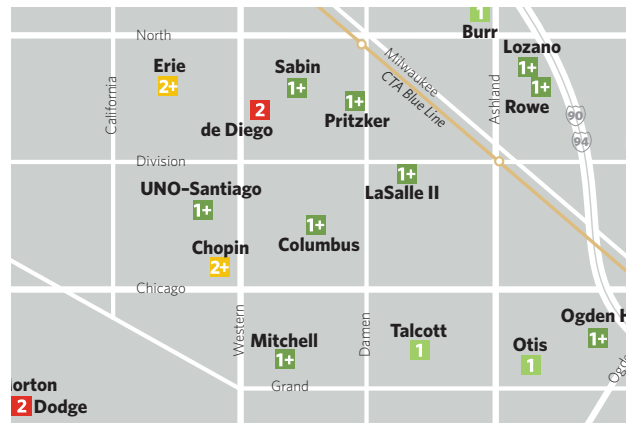 1
Burr
North
Lozano
1+
Rowe
1+
Erie
2+
Sabin
1+
Milwaukee
CTA Blue Line
California
Ashland
2
de Diego
1+
Pritzker
90
94
Division
LaSalle II
1+
UNO–Santiago
1+
1+
Columbus
Chopin
2+
Chicago
Western
Damen
Mitchell
1+
Talcott
1
Otis
1
Ogden H
1+
Ogde
Grand
orton
2 Dodge